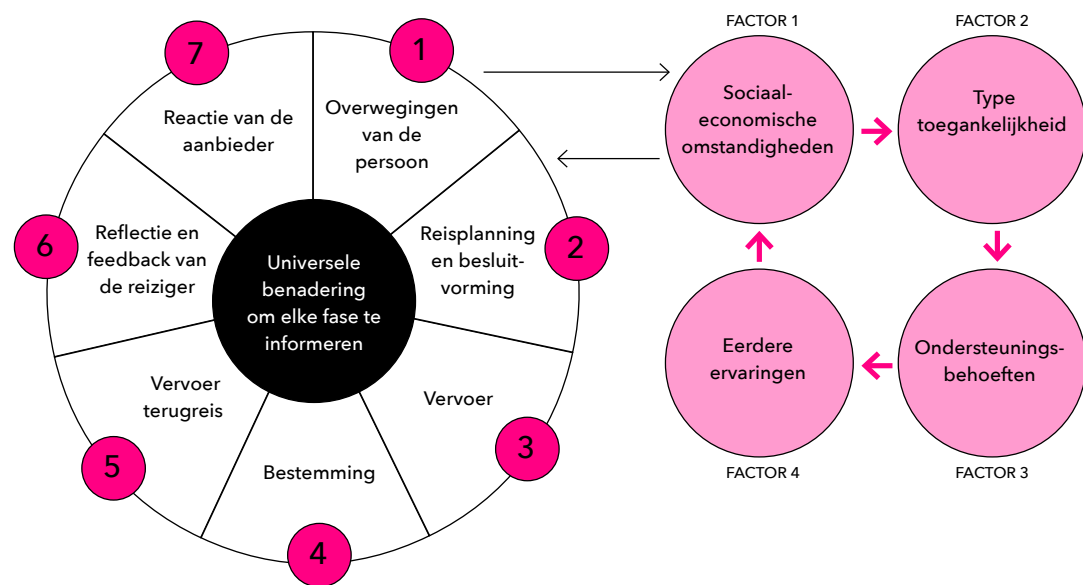 1
Overwegingen
van de
persoon
2
Reisplanning
en besluit-
vorming
3
Vervoer
4
Bestemming
5
Vervoer
terugreis
6
Reflectie en
feedback van
de reiziger
7
Reactie van de
aanbieder
Universele
benadering
om elke fase te
informeren
FACTOR 1
Sociaal-
economische
omstandigheden
FACTOR 2
Type
toegankelijkheid
Ondersteunings-
behoeften
FACTOR 3
Eerdere
ervaringen
FACTOR 4